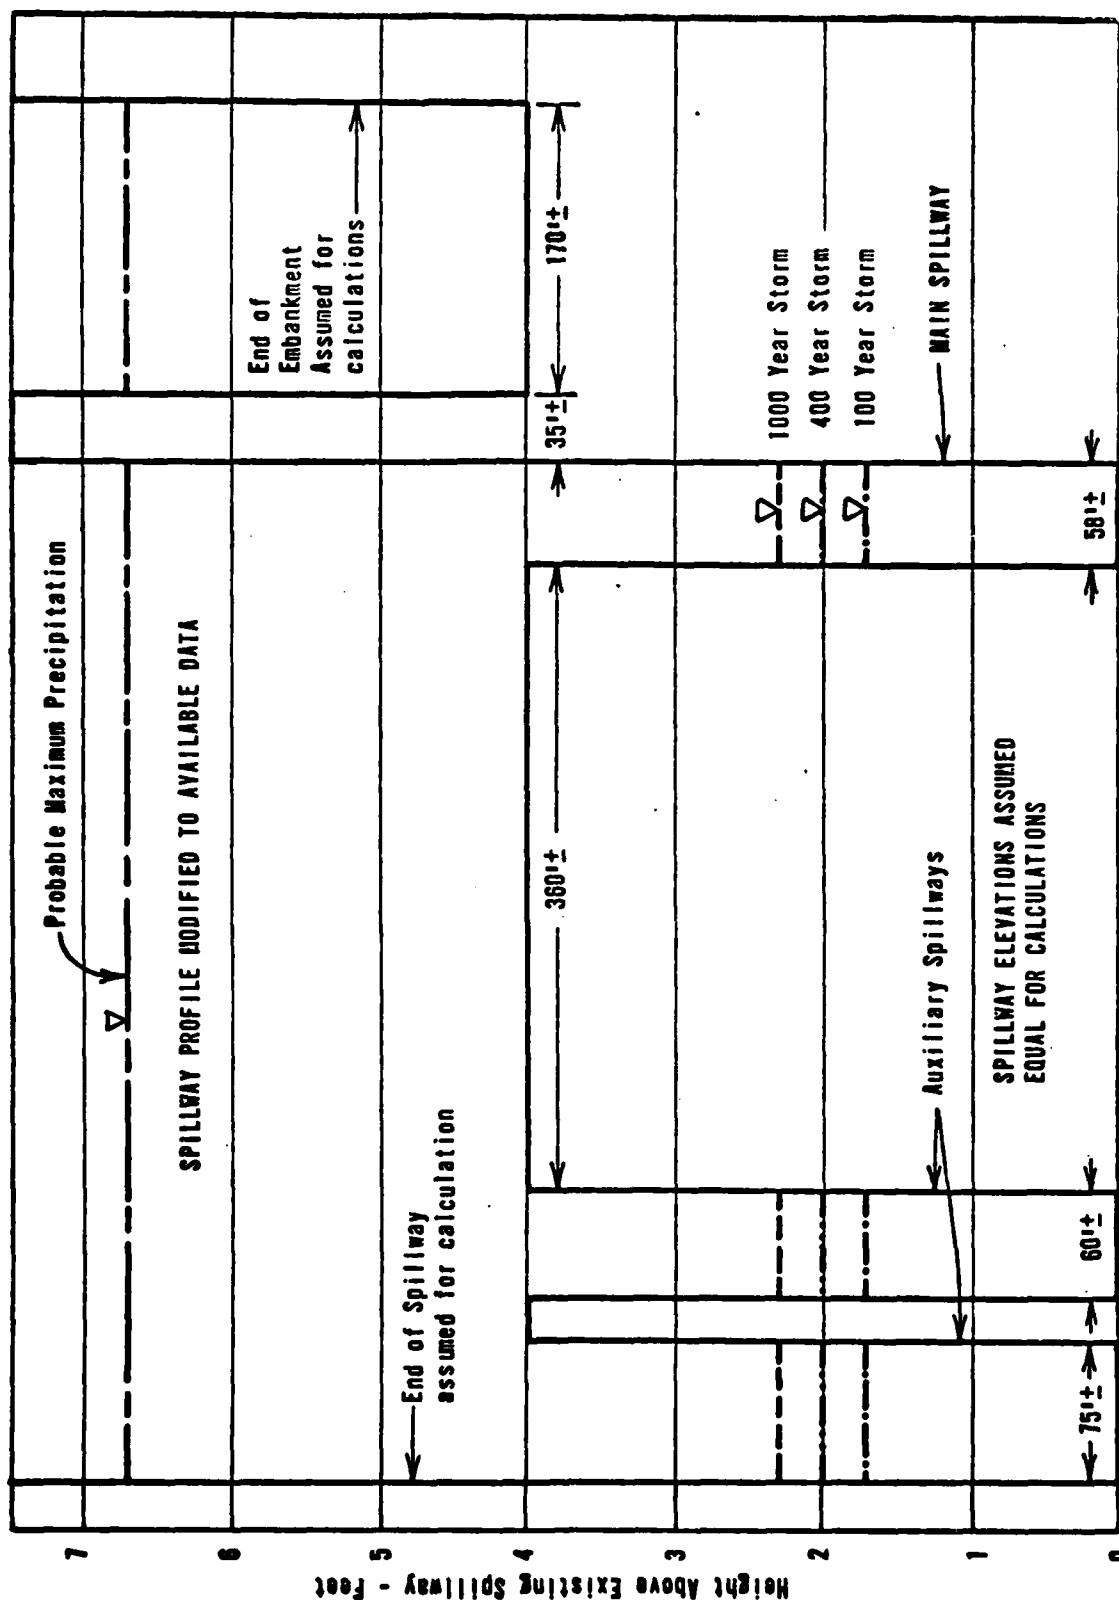 Height Above Existing Spillway - Feet
7
6
5
4
3
2
1
0
Probable Maximum Precipitation
SPILLWAY PROFILE MODIFIED TO AVAILABLE DATA
End of Spillway
assumed for calculation
End of
Embankment
Assumed for
calculations
360'±
35'±
170'±
1000 Year Storm
400 Year Storm
100 Year Storm
MAIN SPILLWAY
Auxiliary Spillways
SPILLWAY ELEVATIONS ASSUMED
EQUAL FOR CALCULATIONS
75'±
60'±
58'±